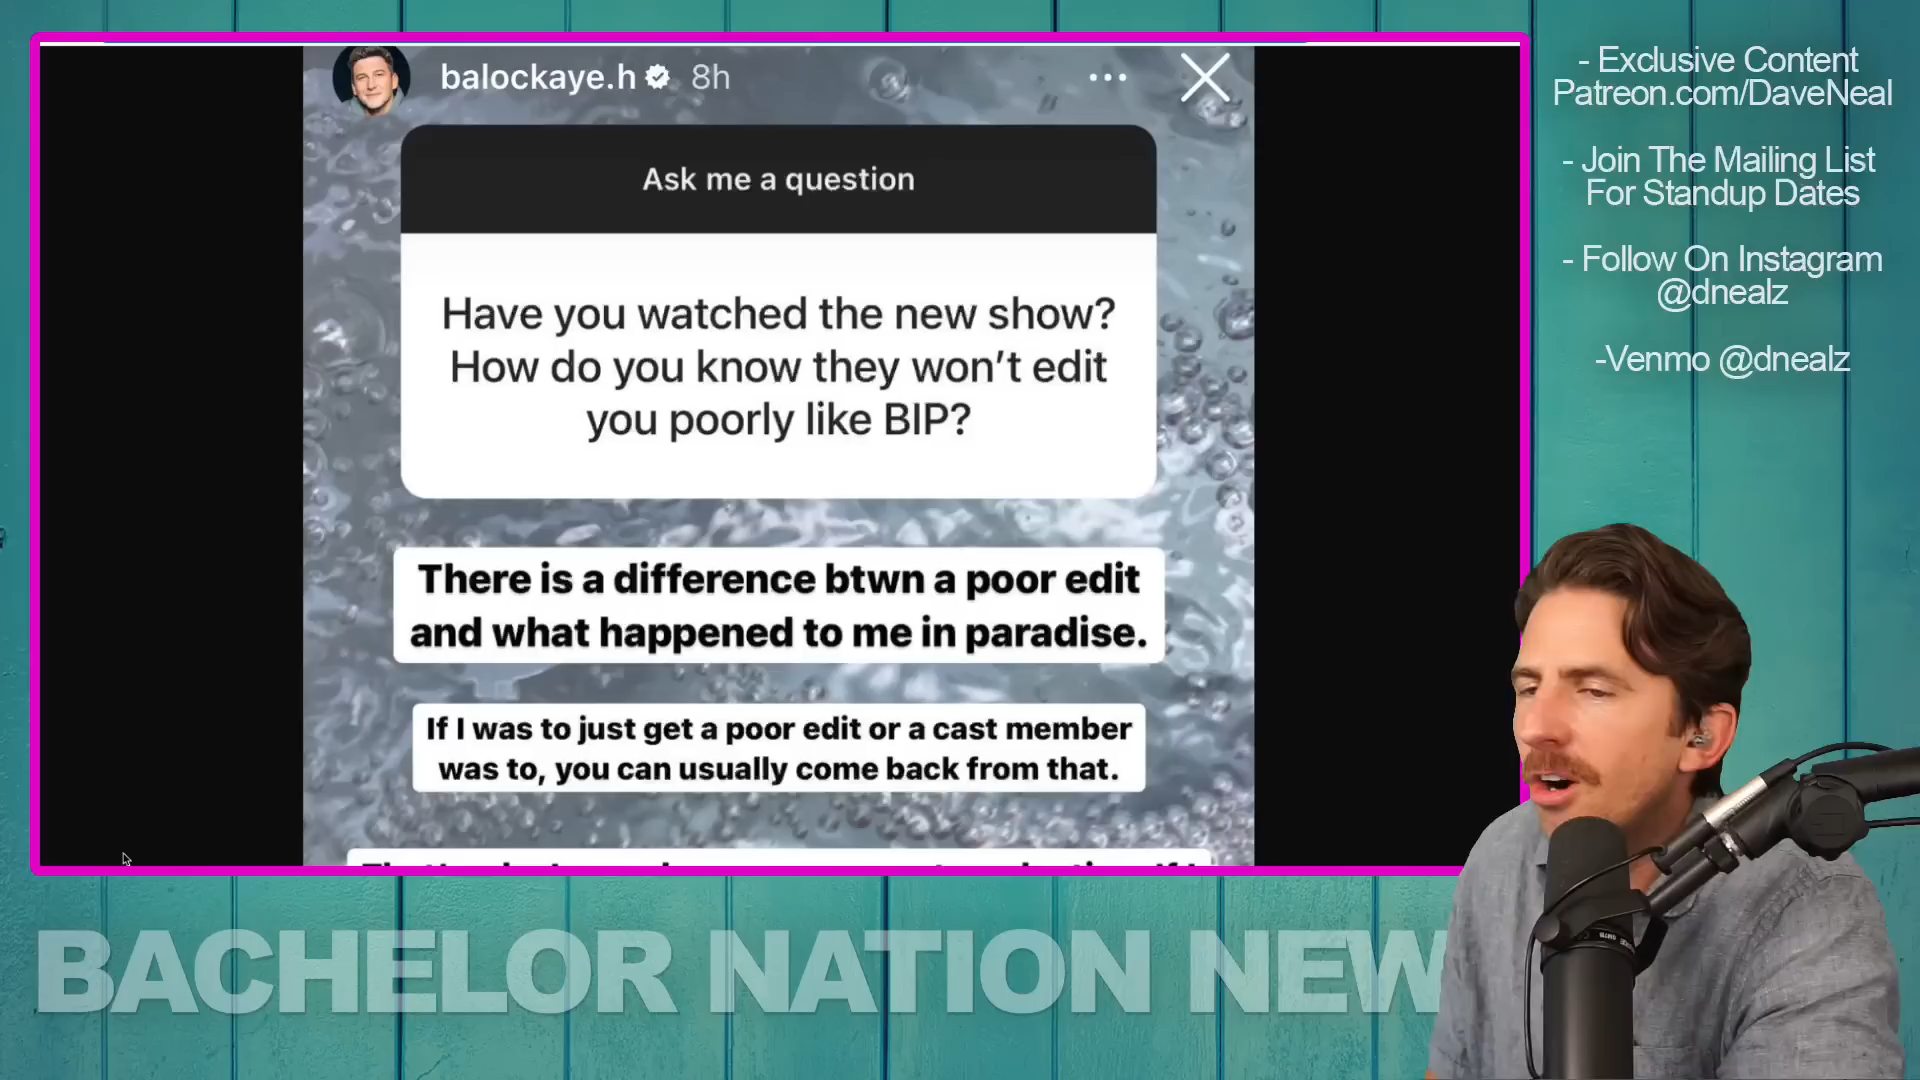 balockaye.h 8h
Ask me a question
Have you watched the new show?
How do you know they won't edit
you poorly like BIP?
There is a difference btwn a poor edit
and what happened to me in paradise.
If I was to just get a poor edit or a cast member
was to, you can usually come back from that.
- Exclusive Content
Patreon.com/DaveNeal
- Join The Mailing List
For Standup Dates
- Follow On Instagram
@dnealz
-Venmo @dnealz
BACHELOR NATION NEW